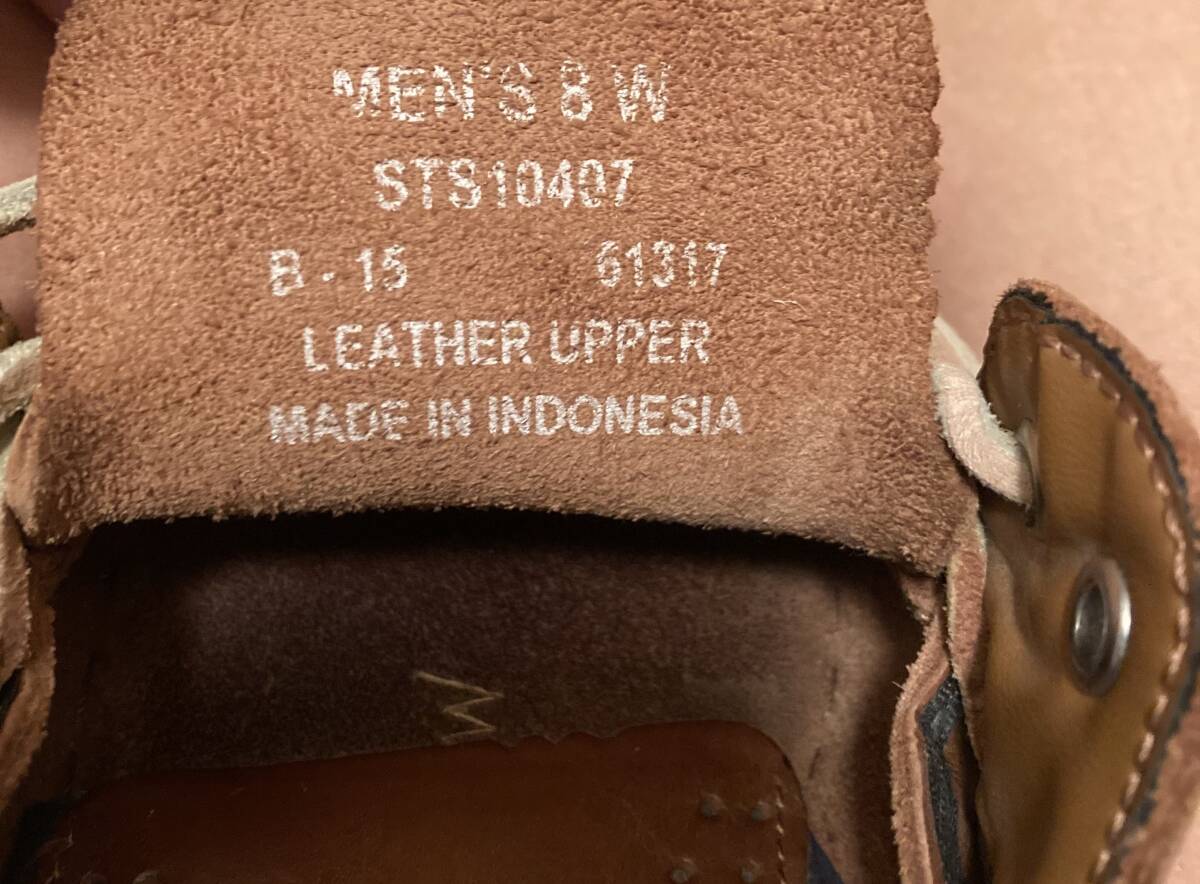 MEN'S 8 W
STS10407
B - 15 61317
LEATHER UPPER
MADE IN INDONESIA